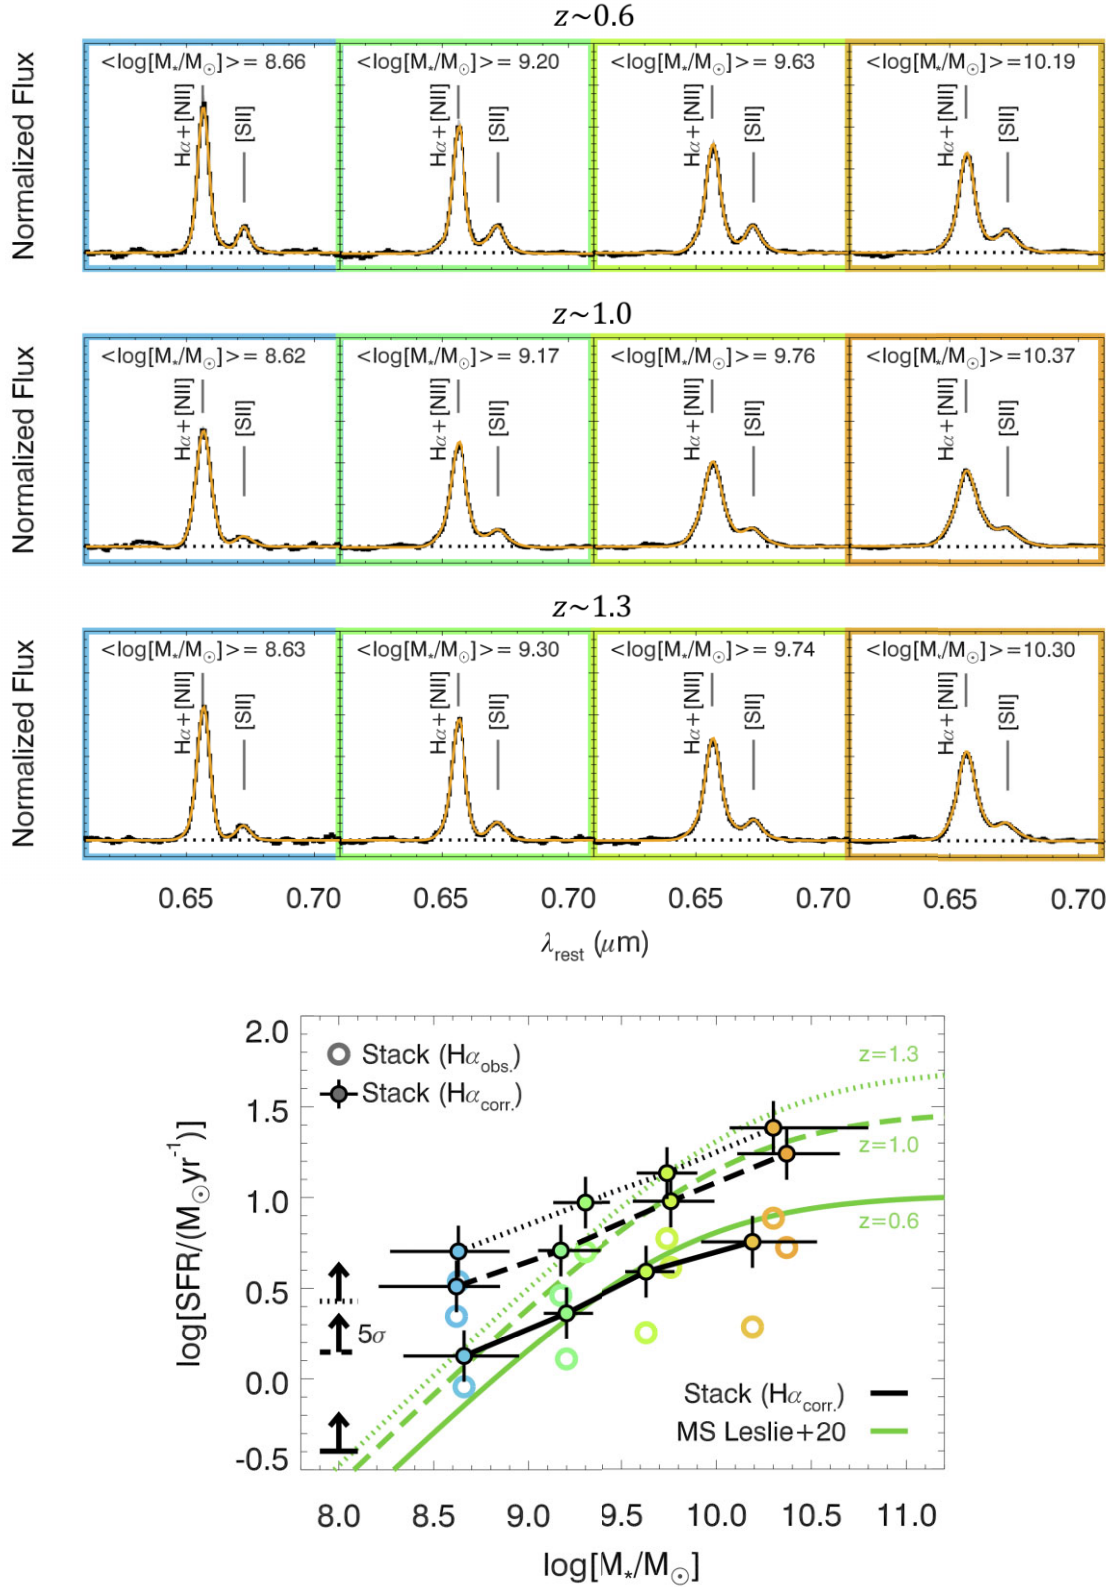 z~0.6
Normalized Flux
<log[M*/M☉]>= 8.66
Hα+[NII]
[SII]
<log[M*/M☉]>= 9.20
Hα+[NII]
[SII]
<log[M*/M☉]>= 9.63
Hα+[NII]
[SII]
<log[M*/M☉]>=10.19
Hα+[NII]
[SII]
z~1.0
Normalized Flux
<log[M*/M☉]>= 8.62
Hα+[NII]
[SII]
<log[M*/M☉]>= 9.17
Hα+[NII]
[SII]
<log[M*/M☉]>= 9.76
Hα+[NII]
[SII]
<log[M*/M☉]>=10.37
Hα+[NII]
[SII]
z~1.3
Normalized Flux
<log[M*/M☉]>= 8.63
Hα+[NII]
[SII]
<log[M*/M☉]>= 9.30
Hα+[NII]
[SII]
<log[M*/M☉]>= 9.74
Hα+[NII]
[SII]
<log[M*/M☉]>=10.30
Hα+[NII]
[SII]
0.65 0.70 0.65 0.70 0.65 0.70 0.65 0.70
λrest (μm)
log[SFR/(M☉yr⁻¹)]
2.0
1.5
1.0
0.5
0.0
-0.5
Stack (Hαobs.)
Stack (Hαcorr.)
z=1.3
z=1.0
z=0.6
5σ
Stack (Hαcorr.)
MS Leslie+20
8.0 8.5 9.0 9.5 10.0 10.5 11.0
log[M*/M☉]